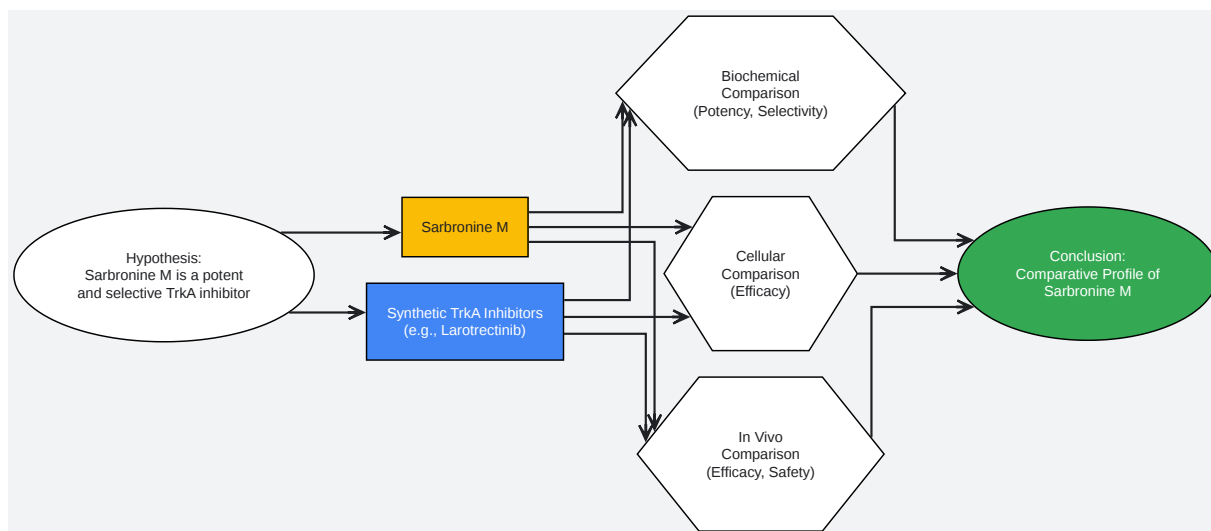 Hypothesis:
Sarbronine M is a potent
and selective TrkA inhibitor
Sarbronine M
Synthetic TrkA Inhibitors
(e.g., Larotrectinib)
Biochemical
Comparison
(Potency, Selectivity)
Cellular
Comparison
(Efficacy)
In Vivo
Comparison
(Efficacy, Safety)
Conclusion:
Comparative Profile of
Sarbronine M